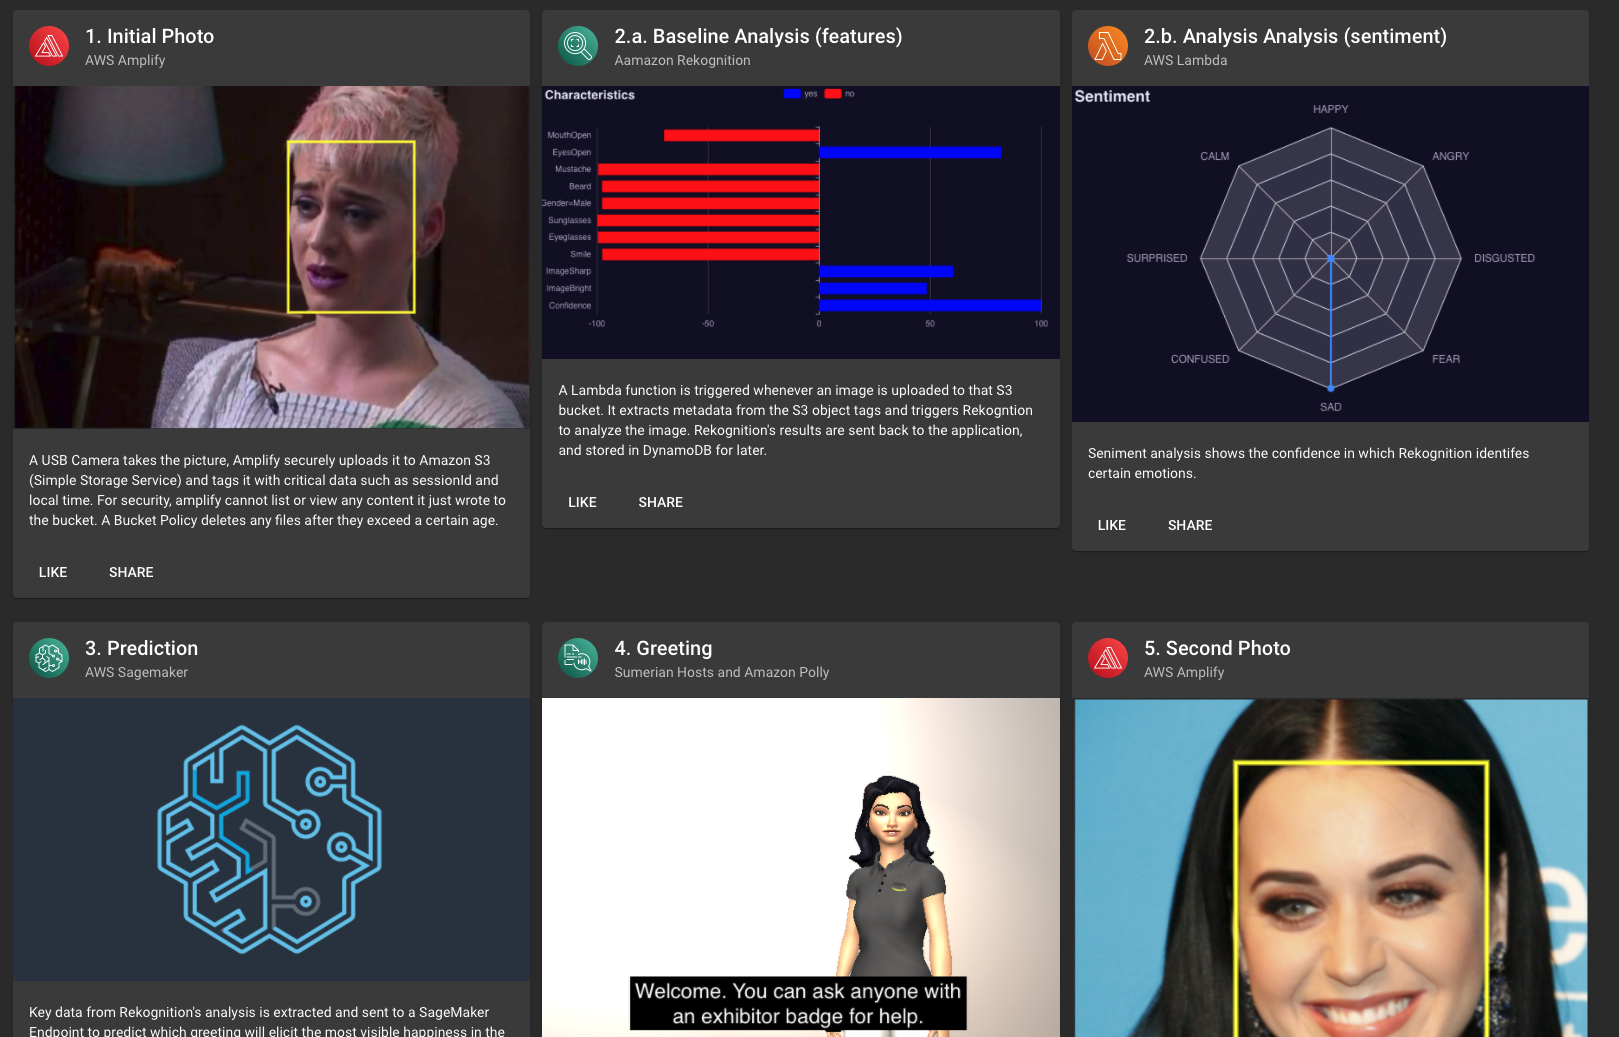 1. Initial Photo
AWS Amplify
A USB Camera takes the picture, Amplify securely uploads it to Amazon S3
(Simple Storage Service) and tags it with critical data such as sessionId and
local time. For security, amplify cannot list or view any content it just wrote to
the bucket. A Bucket Policy deletes any files after they exceed a certain age.
LIKE SHARE
2.a. Baseline Analysis (features)
Aamazon Rekognition
Characteristics
yes no
MouthOpen
EyesOpen
Mustache
Beard
Gender=Male
Sunglasses
Eyeglasses
Smile
ImageSharp
ImageBright
Confidence
-100 -50 0 50 100
A Lambda function is triggered whenever an image is uploaded to that S3
bucket. It extracts metadata from the S3 object tags and triggers Rekogntion
to analyze the image. Rekognition's results are sent back to the application,
and stored in DynamoDB for later.
LIKE SHARE
2.b. Analysis Analysis (sentiment)
AWS Lambda
Sentiment
HAPPY
CALM ANGRY
SURPRISED DISGUSTED
CONFUSED FEAR
SAD
Seniment analysis shows the confidence in which Rekognition identifes
certain emotions.
LIKE SHARE
3. Prediction
AWS Sagemaker
Key data from Rekognition's analysis is extracted and sent to a SageMaker
Endpoint to predict which greeting will elicit the most visible happiness in the
4. Greeting
Sumerian Hosts and Amazon Polly
Welcome. You can ask anyone with
an exhibitor badge for help.
5. Second Photo
AWS Amplify
e
e